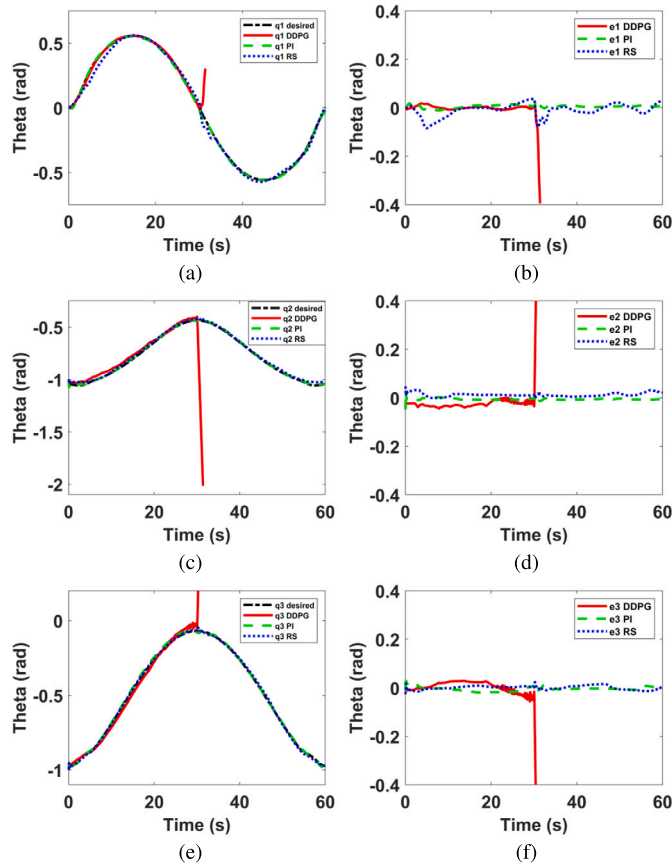 0.5
0
-0.5
0 20 40
Theta (rad)
Time (s)
q1 desired
q1 DDPG
q1 PI
q1 RS
(a)
0.4
0.2
0
-0.2
-0.4
0 20 40 60
Theta (rad)
Time (s)
e1 DDPG
e1 PI
e1 RS
(b)
-0.5
-1
-1.5
-2
0 20 40 60
Theta (rad)
Time (s)
q2 desired
q2 DDPG
q2 PI
q2 RS
(c)
0.4
0.2
0
-0.2
-0.4
0 20 40 60
Theta (rad)
Time (s)
e2 DDPG
e2 PI
e2 RS
(d)
0
-0.5
-1
0 20 40 60
Theta (rad)
Time (s)
q3 desired
q3 DDPG
q3 PI
q3 RS
(e)
0.4
0.2
0
-0.2
-0.4
0 20 40 60
Theta (rad)
Time (s)
e3 DDPG
e3 PI
e3 RS
(f)